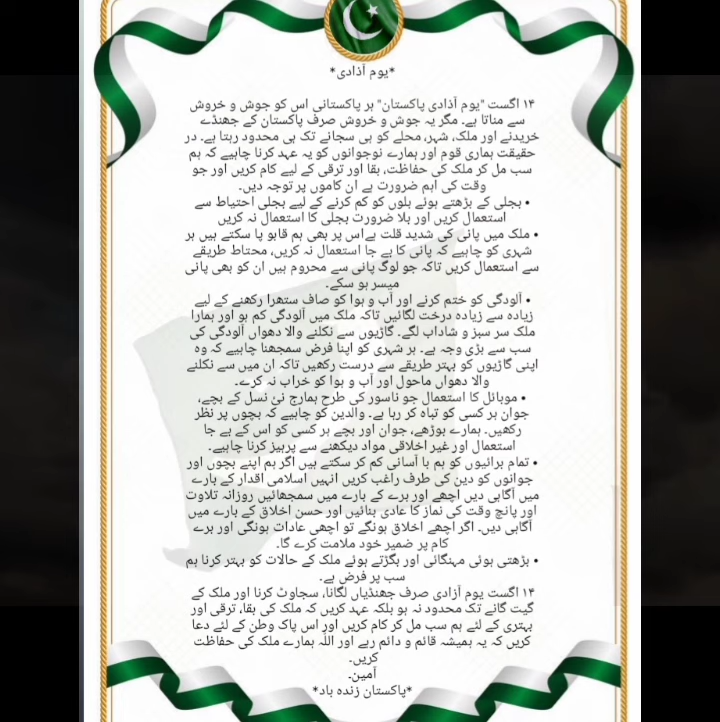 *یوم آذادی*
۱۴ اگست "یوم آذادی پاکستان" ہر پاکستانی اس کو جوش و خروش
سے مناتا ہے۔ مگر یہ جوش و خروش صرف پاکستان کے جھنڈے
خریدنے اور ملک، شہر، محلے کو ہی سجانے تک ہی محدود رہتا ہے۔ در
حقیقت ہماری قوم اور ہمارے نوجوانوں کو یہ عہد کرنا چاہیے کہ ہم
سب مل کر ملک کی حفاظت، بقا اور ترقی کے لیے کام کریں اور جو
وقت کی اہم ضرورت ہے ان کاموں پر توجہ دیں۔
• بجلی کے بڑھتے ہوئے بلوں کو کم کرنے کے لیے بجلی احتیاط سے
استعمال کریں اور بلا ضرورت بجلی کا استعمال نہ کریں
• ملک میں پانی کی شدید قلت ہےاس پر بھی ہم قابو پا سکتے ہیں ہر
شہری کو چاہیے کہ پانی کا بے جا استعمال نہ کریں، محتاط طریقے
سے استعمال کریں تاکہ جو لوگ پانی سے محروم ہیں ان کو بھی پانی
میسر ہو سکے۔
• آلودگی کو ختم کرنے اور آب و ہوا کو صاف ستھرا رکھنے کے لیے
زیادہ سے زیادہ درخت لگائیں تاکہ ملک میں آلودگی کم ہو اور ہمارا
ملک سر سبز و شاداب لگے۔ گاڑیوں سے نکلنے والا دھواں آلودگی کی
سب سے بڑی وجہ ہے۔ ہر شہری کو اپنا فرض سمجھنا چاہیے کہ وہ
اپنی گاڑیوں کو بہتر طریقے سے درست رکھیں تاکہ ان میں سے نکلنے
والا دھواں ماحول اور آب و ہوا کو خراب نہ کرے۔
• موبائل کا استعمال جو ناسور کی طرح ہمارج نئ نسل کے بچے،
جوان ہر کسی کو تباہ کر رہا ہے۔ والدین کو چاہیے کہ بچوں پر نظر
رکھیں۔ ہمارے بوڑھے، جوان اور بچے ہر کسی کو اس کے بے جا
استعمال اور غیر اخلاقی مواد دیکھنے سے پرہیز کرنا چاہیے۔
• تمام برائیوں کو ہم با آسانی کم کر سکتے ہیں اگر ہم اپنے بچوں اور
جوانوں کو دین کی طرف راغب کریں انہیں اسلامی اقدار کے بارے
میں آگاہی دیں اچھے اور برے کے بارے میں سمجھائیں روزانہ تلاوت
اور پانچ وقت کی نماز کا عادی بنائیں اور حسن اخلاق کے بارے میں
آگاہی دیں۔ اگر اچھے اخلاق ہونگے تو اچھی عادات ہونگی اور برے
کام پر ضمیر خود ملامت کرے گا۔
• بڑھتی ہوئی مہنگائی اور بگڑتے ہوئے ملک کے حالات کو بہتر کرنا ہم
سب پر فرض ہے۔
۱۴ اگست یوم آزادی صرف جھنڈیاں لگانا، سجاوٹ کرنا اور ملک کے
گیت گانے تک محدود نہ ہو بلکہ عہد کریں کہ ملک کی بقا، ترقی اور
بہتری کے لئے ہم سب مل کر کام کریں اور اس پاک وطن کے لئے دعا
کریں کہ یہ ہمیشہ قائم و دائم رہے اور اللّٰہ ہمارے ملک کی حفاظت
کریں۔
آمین۔
*پاکستان زندہ باد*